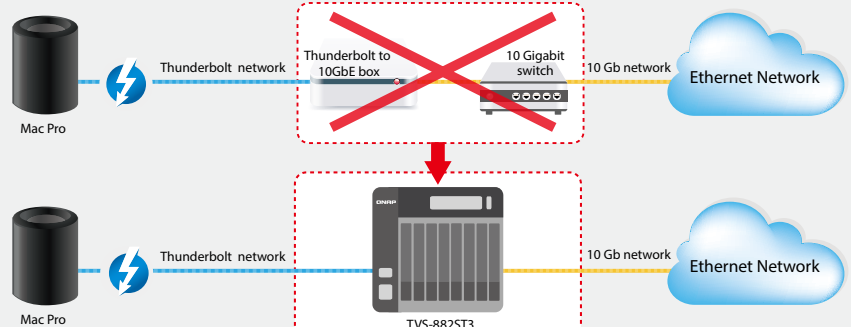 Thunderbolt network
Thunderbolt to
10GbE box
10 Gigabit
switch
10 Gb network
Ethernet Network
Mac Pro
QNAP
Thunderbolt network
10 Gb network
Ethernet Network
Mac Pro
TVS-882ST3